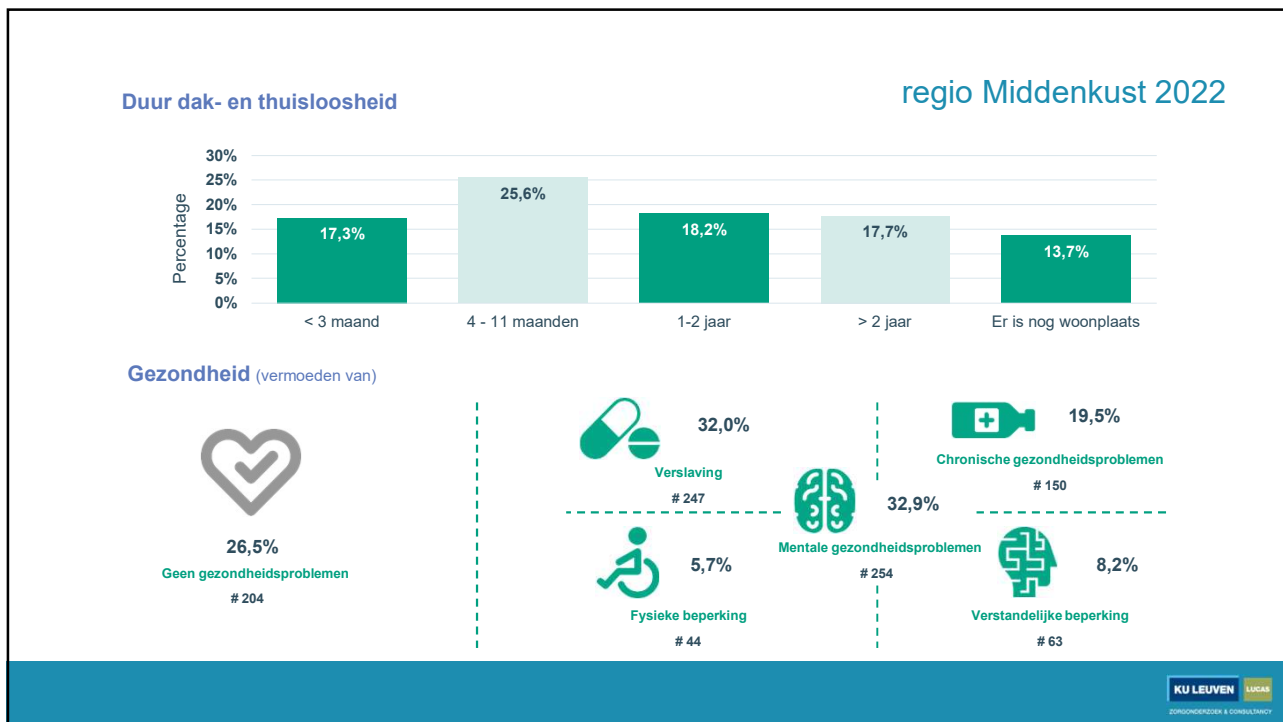 regio Middenkust 2022
Duur dak- en thuisloosheid
Percentage
30%
25%
20%
15%
10%
5%
0%
17,3%
25,6%
18,2%
17,7%
13,7%
< 3 maand
4 - 11 maanden
1-2 jaar
> 2 jaar
Er is nog woonplaats
Gezondheid (vermoeden van)
26,5%
Geen gezondheidsproblemen
# 204
32,0%
Verslaving
# 247
19,5%
Chronische gezondheidsproblemen
# 150
32,9%
Mentale gezondheidsproblemen
# 254
5,7%
Fysieke beperking
# 44
8,2%
Verstandelijke beperking
# 63
KU LEUVEN LUCAS
ZORGONDERZOEK & CONSULTANCY